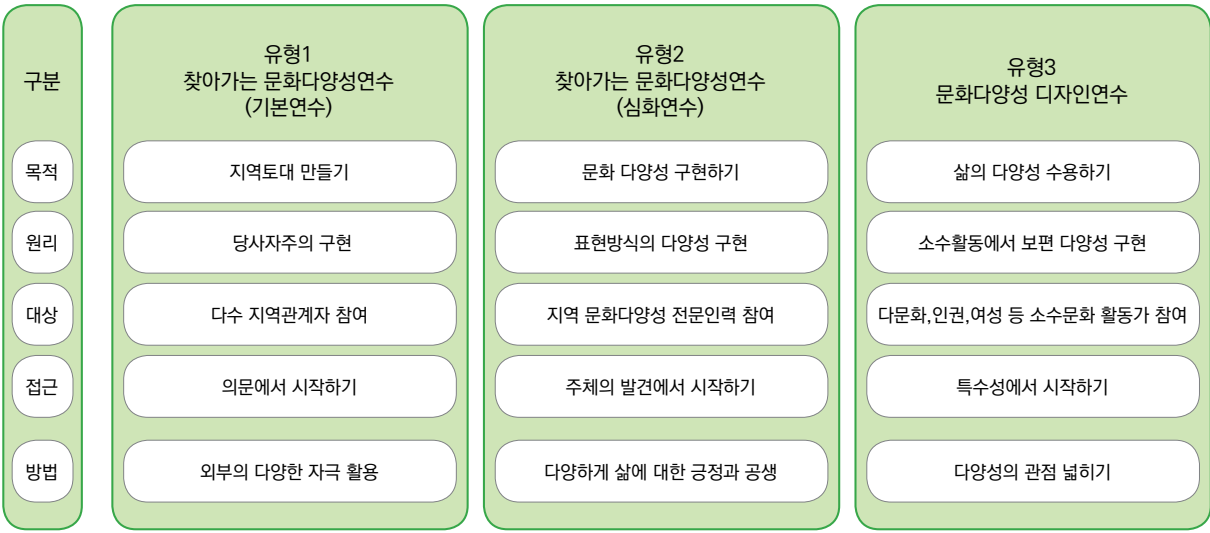 구분
유형1
찾아가는 문화다양성연수
(기본연수)
유형2
찾아가는 문화다양성연수
(심화연수)
유형3
문화다양성 디자인연수
목적
지역토대 만들기
문화 다양성 구현하기
삶의 다양성 수용하기
원리
당사자주의 구현
표현방식의 다양성 구현
소수활동에서 보편 다양성 구현
대상
다수 지역관계자 참여
지역 문화다양성 전문인력 참여
다문화,인권,여성 등 소수문화 활동가 참여
접근
의문에서 시작하기
주체의 발견에서 시작하기
특수성에서 시작하기
방법
외부의 다양한 자극 활용
다양하게 삶에 대한 긍정과 공생
다양성의 관점 넓히기